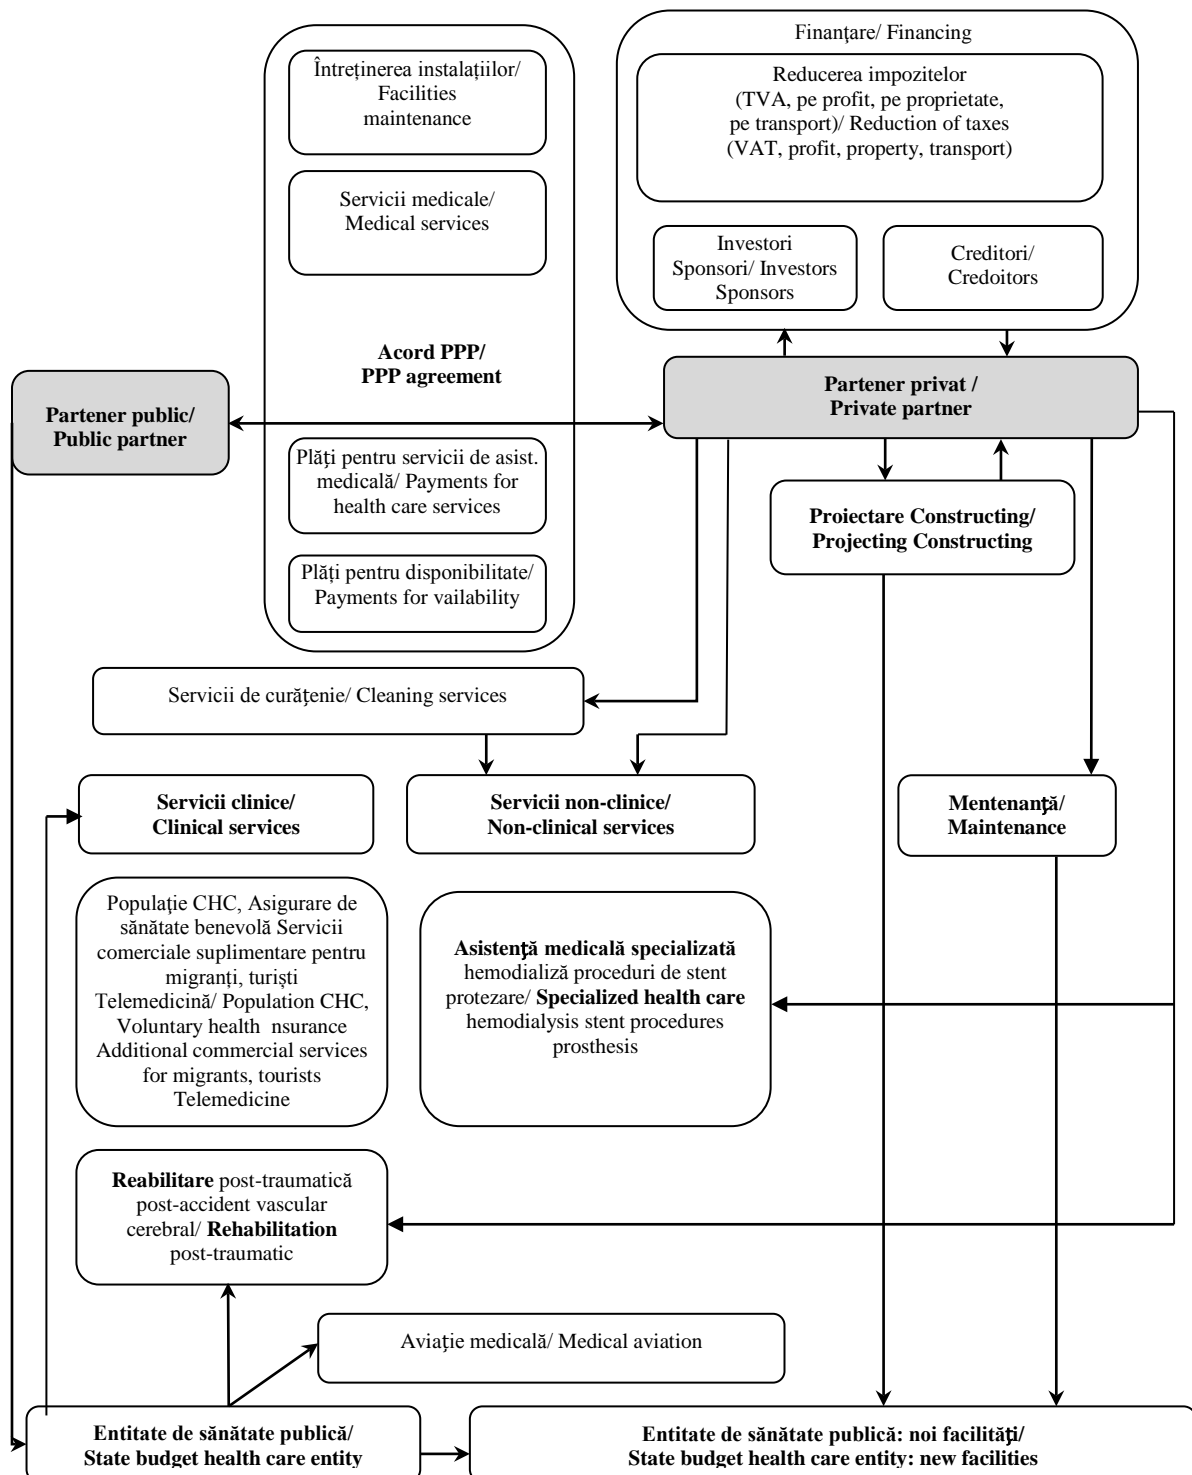 Finanţare/ Financing
Întreținerea instalațiilor/
Facilities
maintenance
Reducerea impozitelor
(TVA, pe profit, pe proprietate,
pe transport)/ Reduction of taxes
(VAT, profit, property, transport)
Servicii medicale/
Medical services
Investori
Sponsori/ Investors
Sponsors
Creditori/
Credoitors
Acord PPP/
PPP agreement
Partener privat /
Private partner
Partener public/
Public partner
Plăți pentru servicii de asist.
medicală/ Payments for
health care services
Proiectare Constructing/
Projecting Constructing
Plăți pentru disponibilitate/
Payments for vailability
Servicii de curățenie/ Cleaning services
Servicii clinice/
Clinical services
Servicii non-clinice/
Non-clinical services
Mentenanță/
Maintenance
Populaţie CHC, Asigurare de
sănătate benevolă Servicii
comerciale suplimentare pentru
migranți, turiști
Telemedicină/ Population CHC,
Voluntary health nsurance
Additional commercial services
for migrants, tourists
Telemedicine
Asistență medicală specializată
hemodializă proceduri de stent
protezare/ Specialized health care
hemodialysis stent procedures
prosthesis
Reabilitare post-traumatică
post-accident vascular
cerebral/ Rehabilitation
post-traumatic
Aviație medicală/ Medical aviation
Entitate de sănătate publică/
State budget health care entity
Entitate de sănătate publică: noi facilități/
State budget health care entity: new facilities